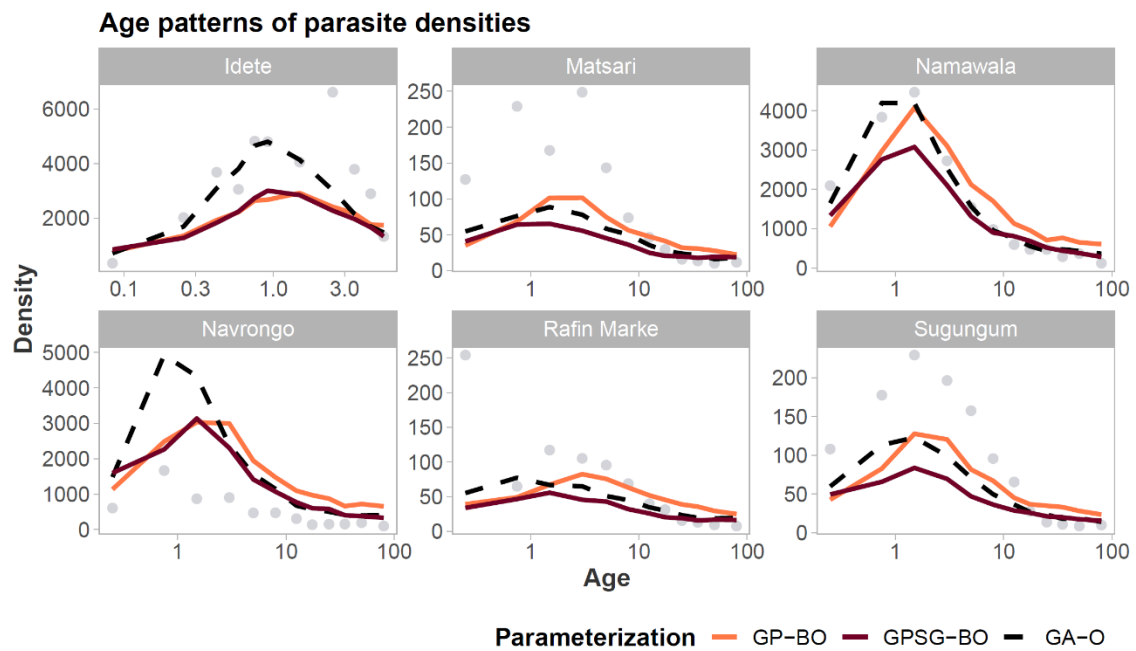 Age patterns of parasite densities
Idete
Matsari
Namawala
6000
4000
2000
0.1 0.3 1.0 3.0
250
200
150
100
50
0
1 10 100
4000
3000
2000
1000
0
1 10 100
Density
Navrongo
Rafin Marke
Sugungum
5000
4000
3000
2000
1000
0
1 10 100
250
200
150
100
50
0
1 10 100
200
150
100
50
0
1 10 100
Age
Parameterization GP−BO GPSG−BO GA−O